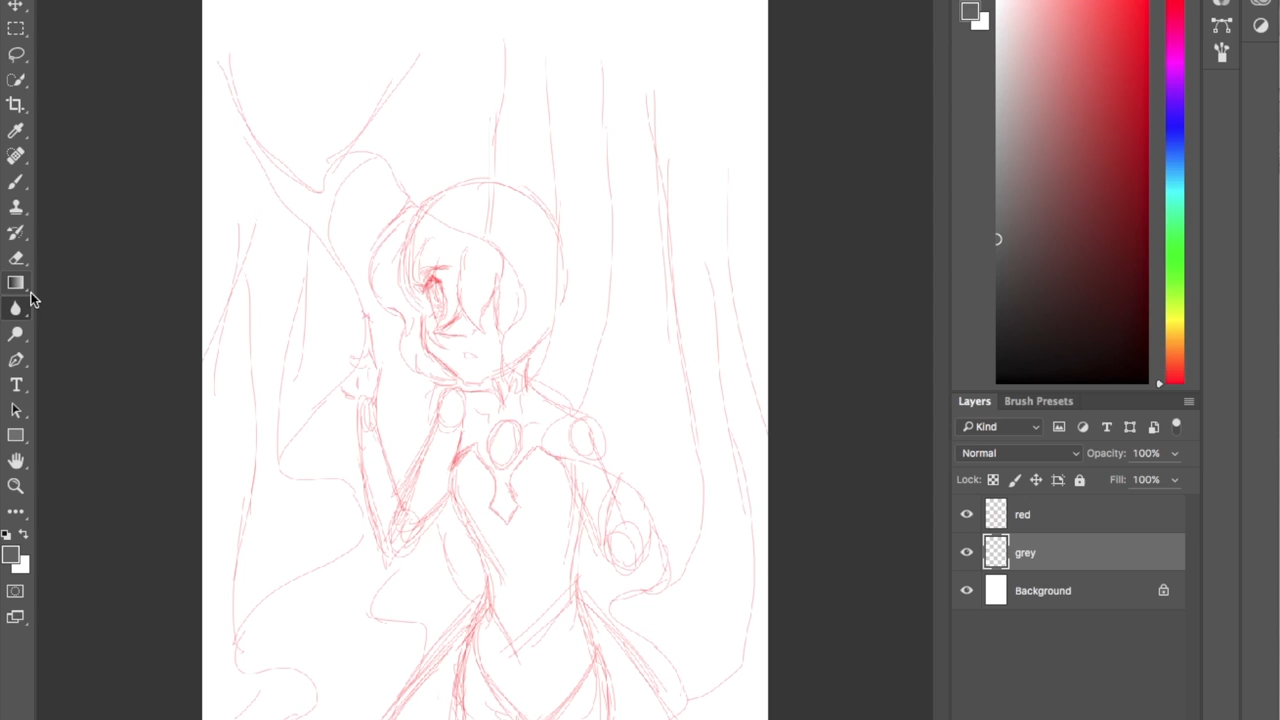 Layers Brush Presets
Kind
Normal Opacity: 100%
Lock: Fill: 100%
red
grey
Background